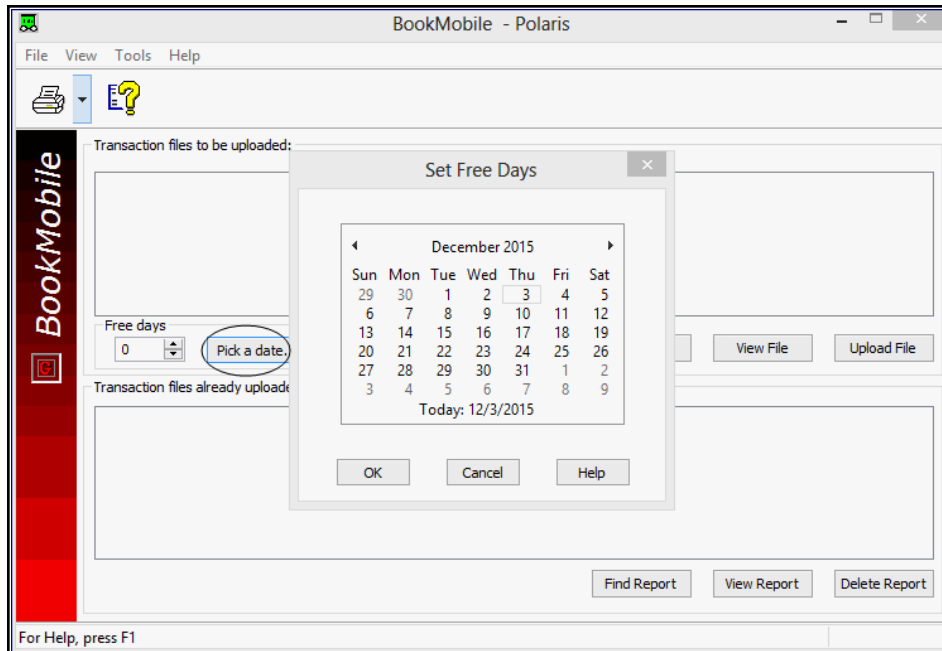 BookMobile - Polaris
File View Tools Help
BookMobile
G
Transaction files to be uploaded:
Set Free Days
December 2015
Sun Mon Tue Wed Thu Fri Sat
29 30 1 2 3 4 5
6 7 8 9 10 11 12
13 14 15 16 17 18 19
20 21 22 23 24 25 26
27 28 29 30 31 1 2
3 4 5 6 7 8 9
Today: 12/3/2015
OK Cancel Help
Free days
0 Pick a date. View File Upload File
Transaction files already uploade
Find Report View Report Delete Report
For Help, press F1